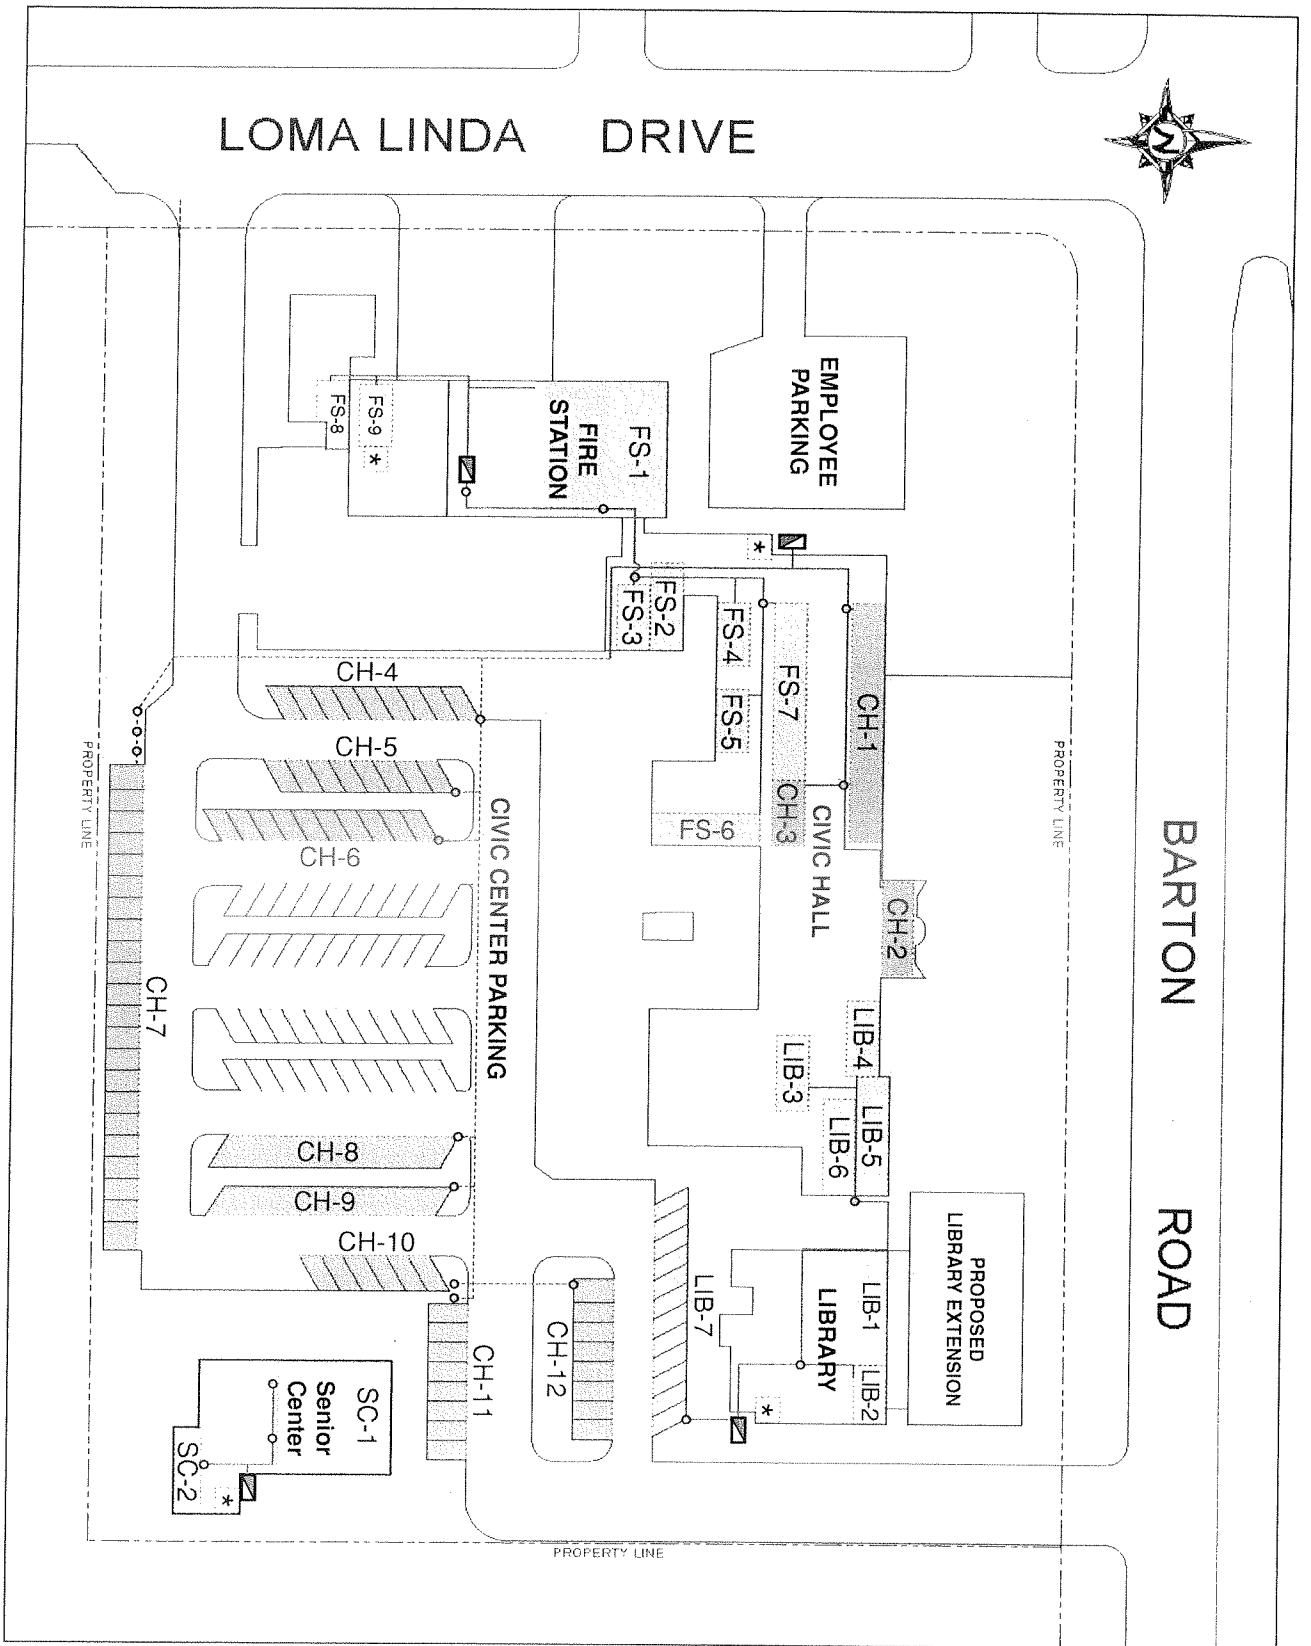 LOMA LINDA DRIVE
BARTON ROAD
N
EMPLOYEE
PARKING
FS-1
FIRE
STATION
FS-9
*
FS-8
*
FS-2
FS-3
FS-4
FS-5
FS-7
FS-6
CH-1
CH-3
CIVIC HALL
CH-2
PROPERTY LINE
LIB-4
LIB-3
LIB-5
LIB-6
PROPOSED
LIBRARY EXTENSION
LIB-1
LIB-2
LIBRARY
*
LIB-7
CIVIC CENTER PARKING
CH-4
CH-5
CH-6
CH-7
PROPERTY LINE
CH-8
CH-9
CH-10
CH-11
CH-12
SC-1
Senior
Center
SC-2
*
PROPERTY LINE